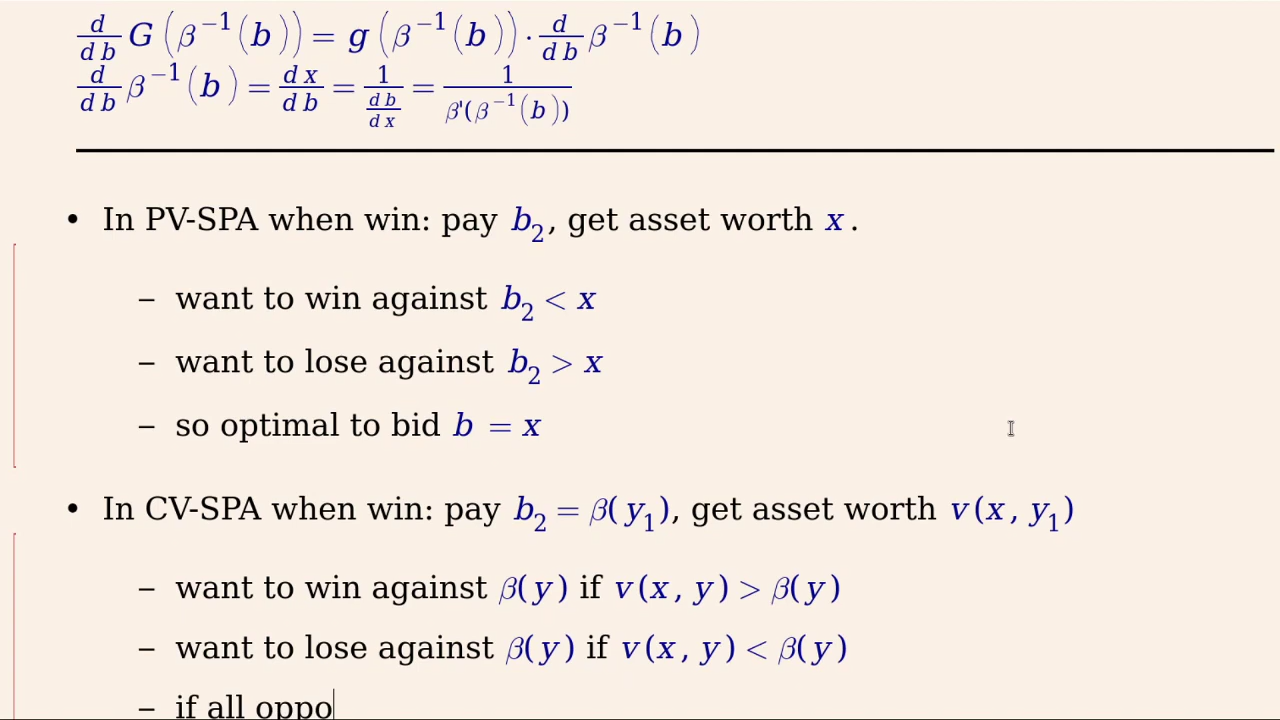 d/db G(β⁻¹(b)) = g(β⁻¹(b)) · d/db β⁻¹(b)
d/db β⁻¹(b) = dx/db = 1/(db/dx) = 1/β'(β⁻¹(b))
• In PV-SPA when win: pay b₂, get asset worth x.
– want to win against b₂ < x
– want to lose against b₂ > x
– so optimal to bid b = x
• In CV-SPA when win: pay b₂ = β(y₁), get asset worth v(x, y₁)
– want to win against β(y) if v(x, y) > β(y)
– want to lose against β(y) if v(x, y) < β(y)
– if all oppo